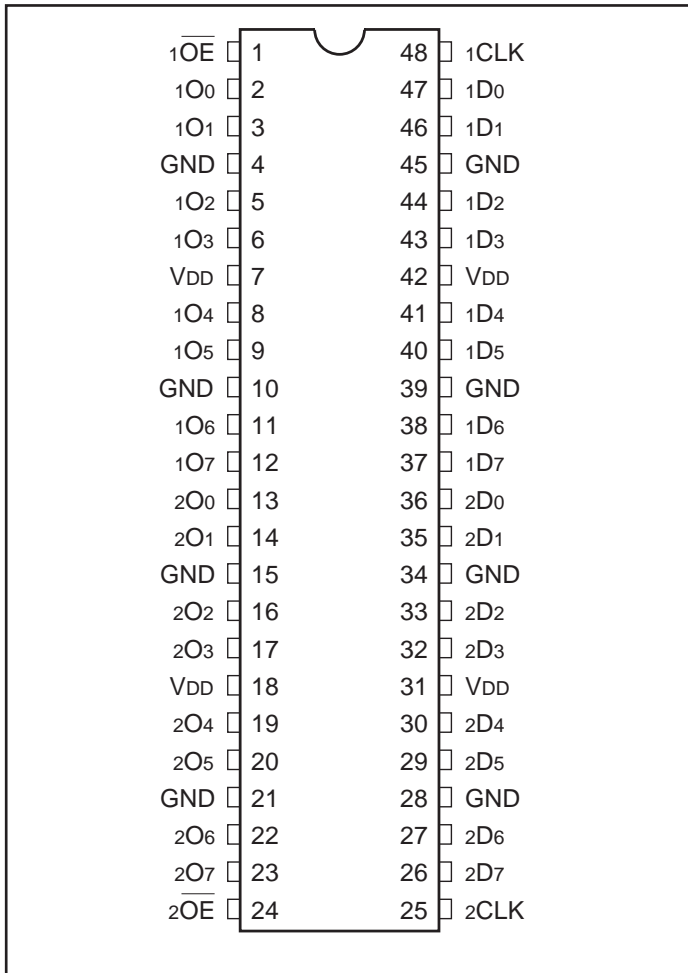 1O̅E̅ 1 48 1CLK
1O0 2 47 1D0
1O1 3 46 1D1
GND 4 45 GND
1O2 5 44 1D2
1O3 6 43 1D3
VDD 7 42 VDD
1O4 8 41 1D4
1O5 9 40 1D5
GND 10 39 GND
1O6 11 38 1D6
1O7 12 37 1D7
2O0 13 36 2D0
2O1 14 35 2D1
GND 15 34 GND
2O2 16 33 2D2
2O3 17 32 2D3
VDD 18 31 VDD
2O4 19 30 2D4
2O5 20 29 2D5
GND 21 28 GND
2O6 22 27 2D6
2O7 23 26 2D7
2O̅E̅ 24 25 2CLK